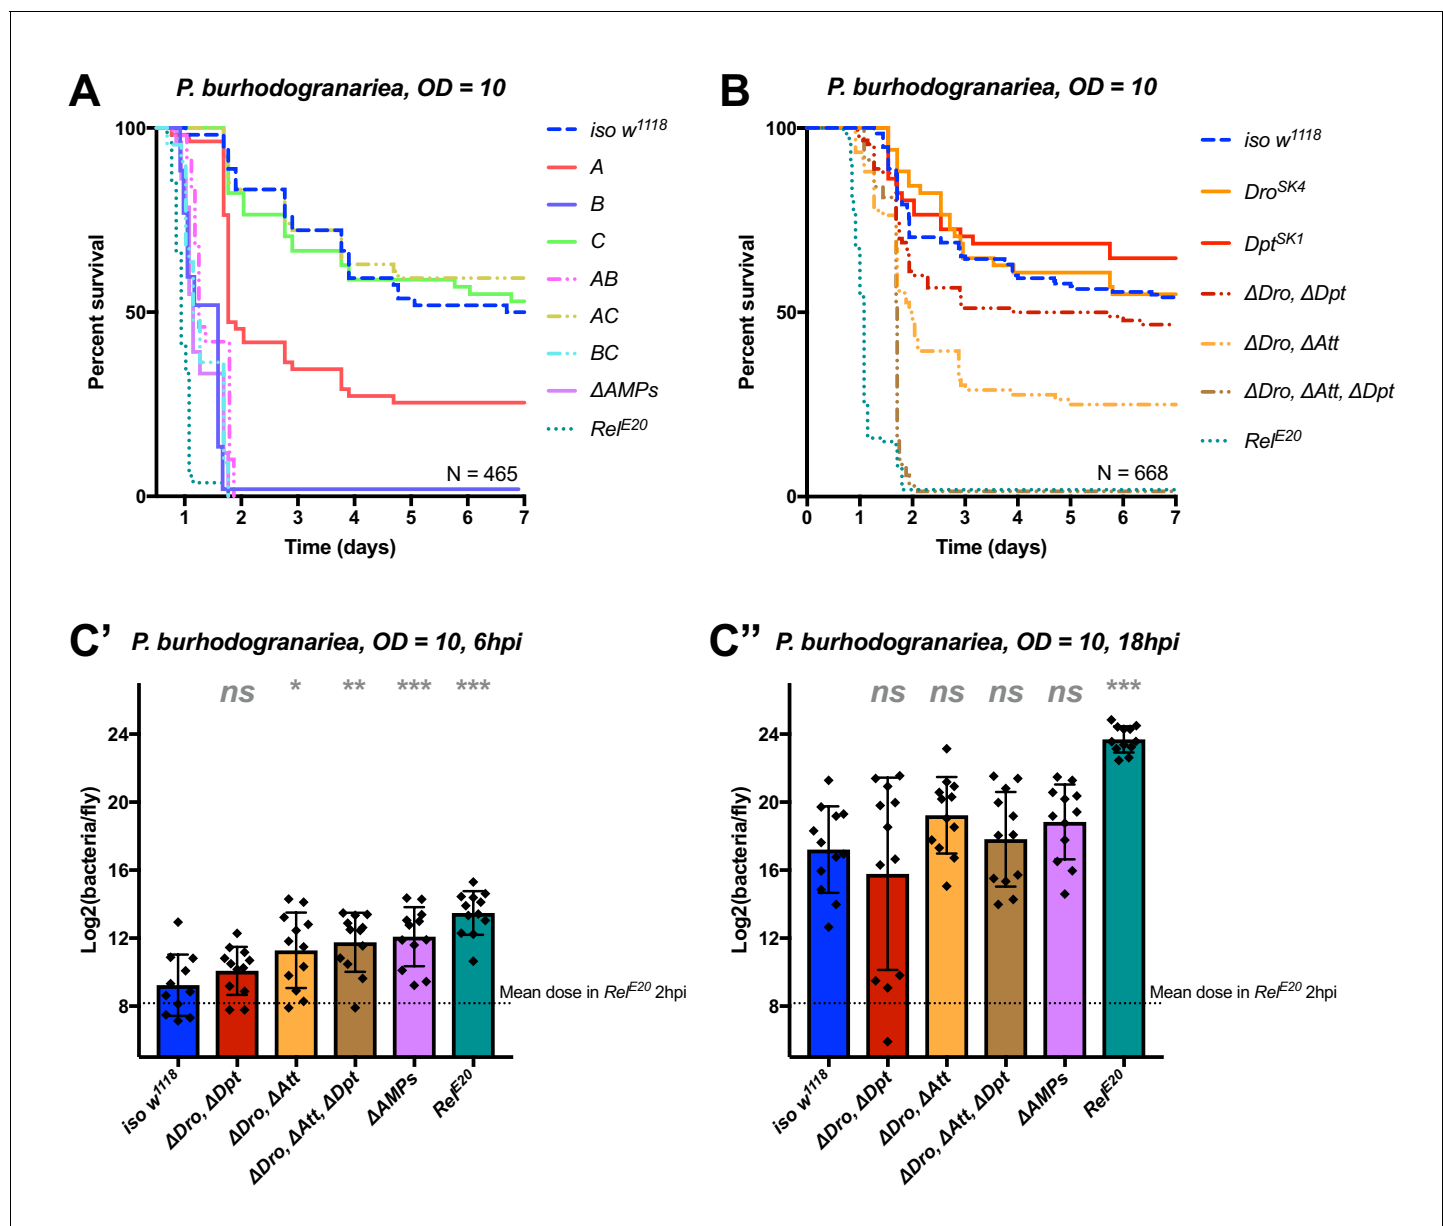 A
P. burhodogranariea, OD = 10
Percent survival
100
50
0
1 2 3 4 5 6 7
Time (days)
N = 465
iso w1118
A
B
C
AB
AC
BC
ΔAMPs
RelE20
B
P. burhodogranariea, OD = 10
Percent survival
100
50
0
0 1 2 3 4 5 6 7
Time (days)
N = 668
iso w1118
DroSK4
DptSK1
ΔDro, ΔDpt
ΔDro, ΔAtt
ΔDro, ΔAtt, ΔDpt
RelE20
C’
P. burhodogranariea, OD = 10, 6hpi
ns * ** *** ***
Log2(bacteria/fly)
24
20
16
12
8
Mean dose in RelE20 2hpi
iso w1118
ΔDro, ΔDpt
ΔDro, ΔAtt
ΔDro, ΔAtt, ΔDpt
ΔAMPs
RelE20
C”
P. burhodogranariea, OD = 10, 18hpi
ns ns ns ns ***
Log2(bacteria/fly)
24
20
16
12
8
Mean dose in RelE20 2hpi
iso w1118
ΔDro, ΔDpt
ΔDro, ΔAtt
ΔDro, ΔAtt, ΔDpt
ΔAMPs
RelE20